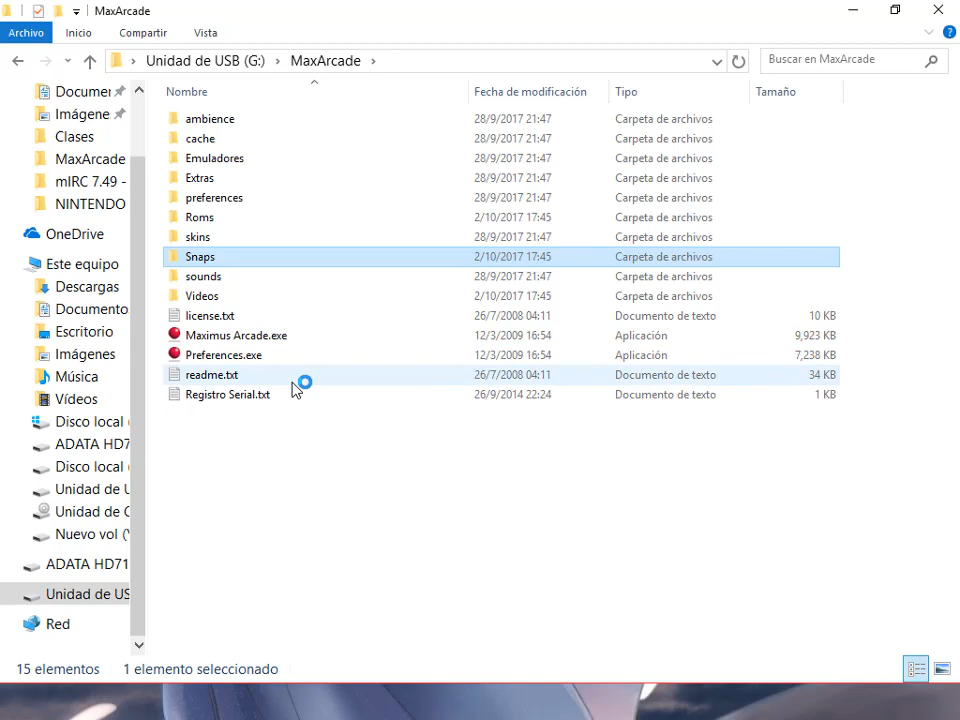 MaxArcade
Archivo Inicio Compartir Vista
Unidad de USB (G:) MaxArcade Buscar en MaxArcade
Nombre Fecha de modificación Tipo Tamaño
ambience 28/9/2017 21:47 Carpeta de archivos
cache 28/9/2017 21:47 Carpeta de archivos
Emuladores 28/9/2017 21:47 Carpeta de archivos
Extras 28/9/2017 21:47 Carpeta de archivos
preferences 28/9/2017 21:47 Carpeta de archivos
Roms 2/10/2017 17:45 Carpeta de archivos
skins 28/9/2017 21:47 Carpeta de archivos
Snaps 2/10/2017 17:45 Carpeta de archivos
sounds 28/9/2017 21:47 Carpeta de archivos
Videos 2/10/2017 17:45 Carpeta de archivos
license.txt 26/7/2008 04:11 Documento de texto 10 KB
Maximus Arcade.exe 12/3/2009 16:54 Aplicación 9,923 KB
Preferences.exe 12/3/2009 16:54 Aplicación 7,238 KB
readme.txt 26/7/2008 04:11 Documento de texto 34 KB
Registro Serial.txt 26/9/2014 22:24 Documento de texto 1 KB
Documen
Imágene
Clases
MaxArcade
mIRC 7.49 -
NINTENDO
OneDrive
Este equipo
Descargas
Documento
Escritorio
Imágenes
Música
Vídeos
Disco local (
ADATA HD7
Disco local (
Unidad de U
Unidad de C
Nuevo vol (\
ADATA HD71
Unidad de US
Red
15 elementos 1 elemento seleccionado